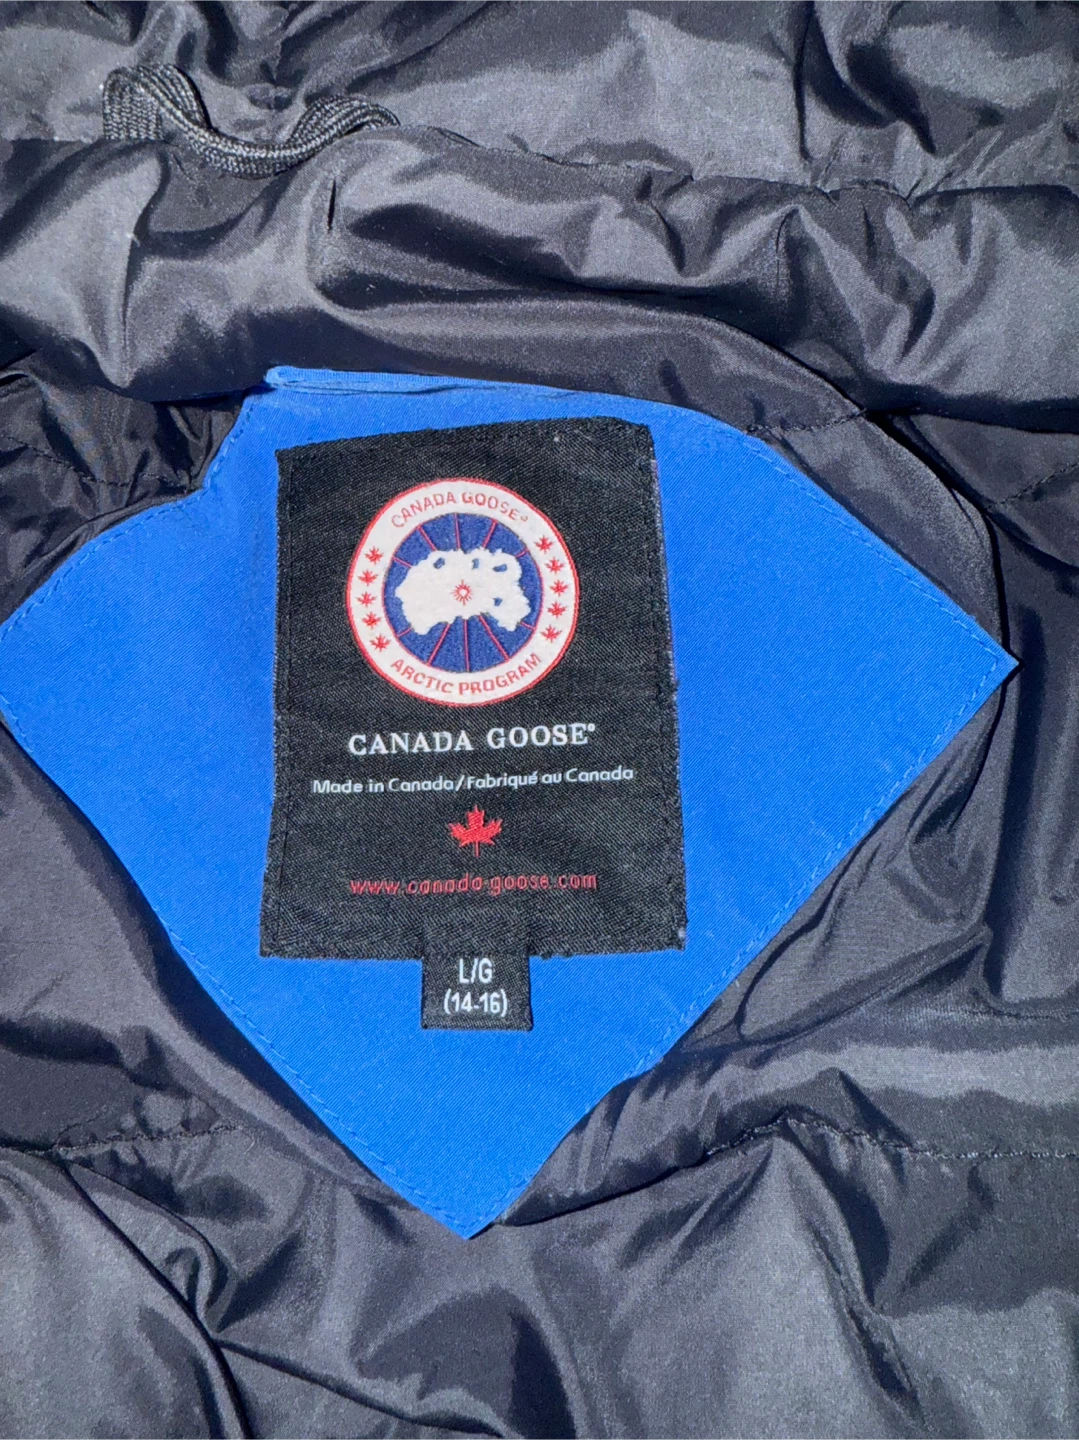 CANADA GOOSE®
ARCTIC PROGRAM
CANADA GOOSE®
Made in Canada/Fabriqué au Canada
www.canada-goose.com
L/G
(14-16)